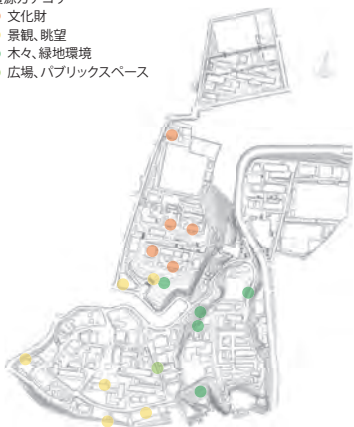 文化財
景観、眺望
木々、緑地環境
広場、パブリックスペース